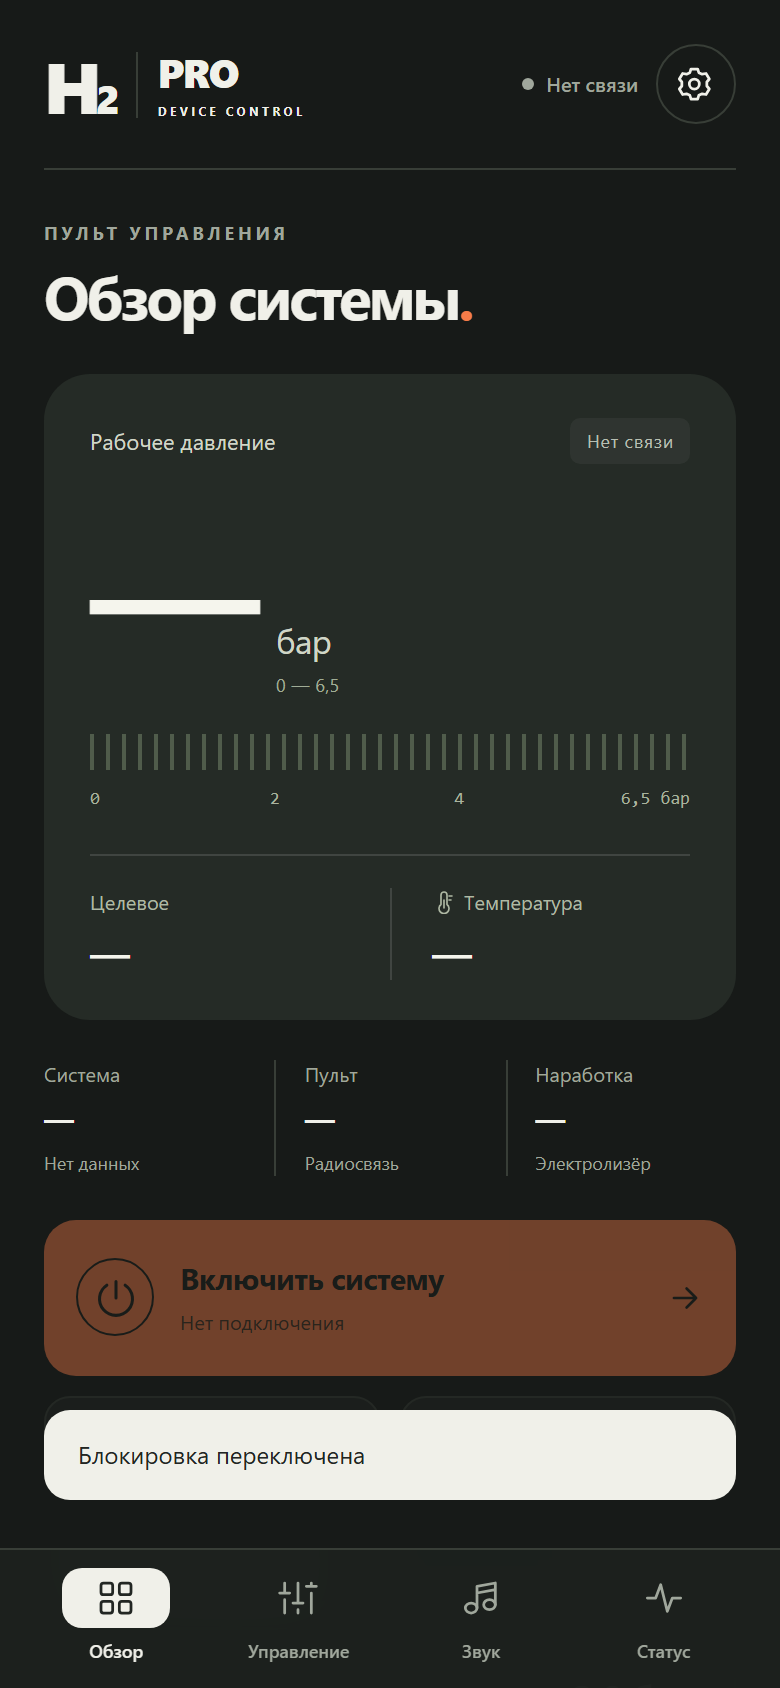 H2
PRO
DEVICE CONTROL
Нет связи
ПУЛЬТ УПРАВЛЕНИЯ
Обзор системы.
Рабочее давление
Нет связи
—
бар
0 — 6,5
0 2 4 6,5 бар
Целевое
—
Температура
—
Система
—
Нет данных
Пульт
—
Радиосвязь
Наработка
—
Электролизёр
Включить систему
Нет подключения
Блокировка переключена
Обзор
Управление
Звук
Статус